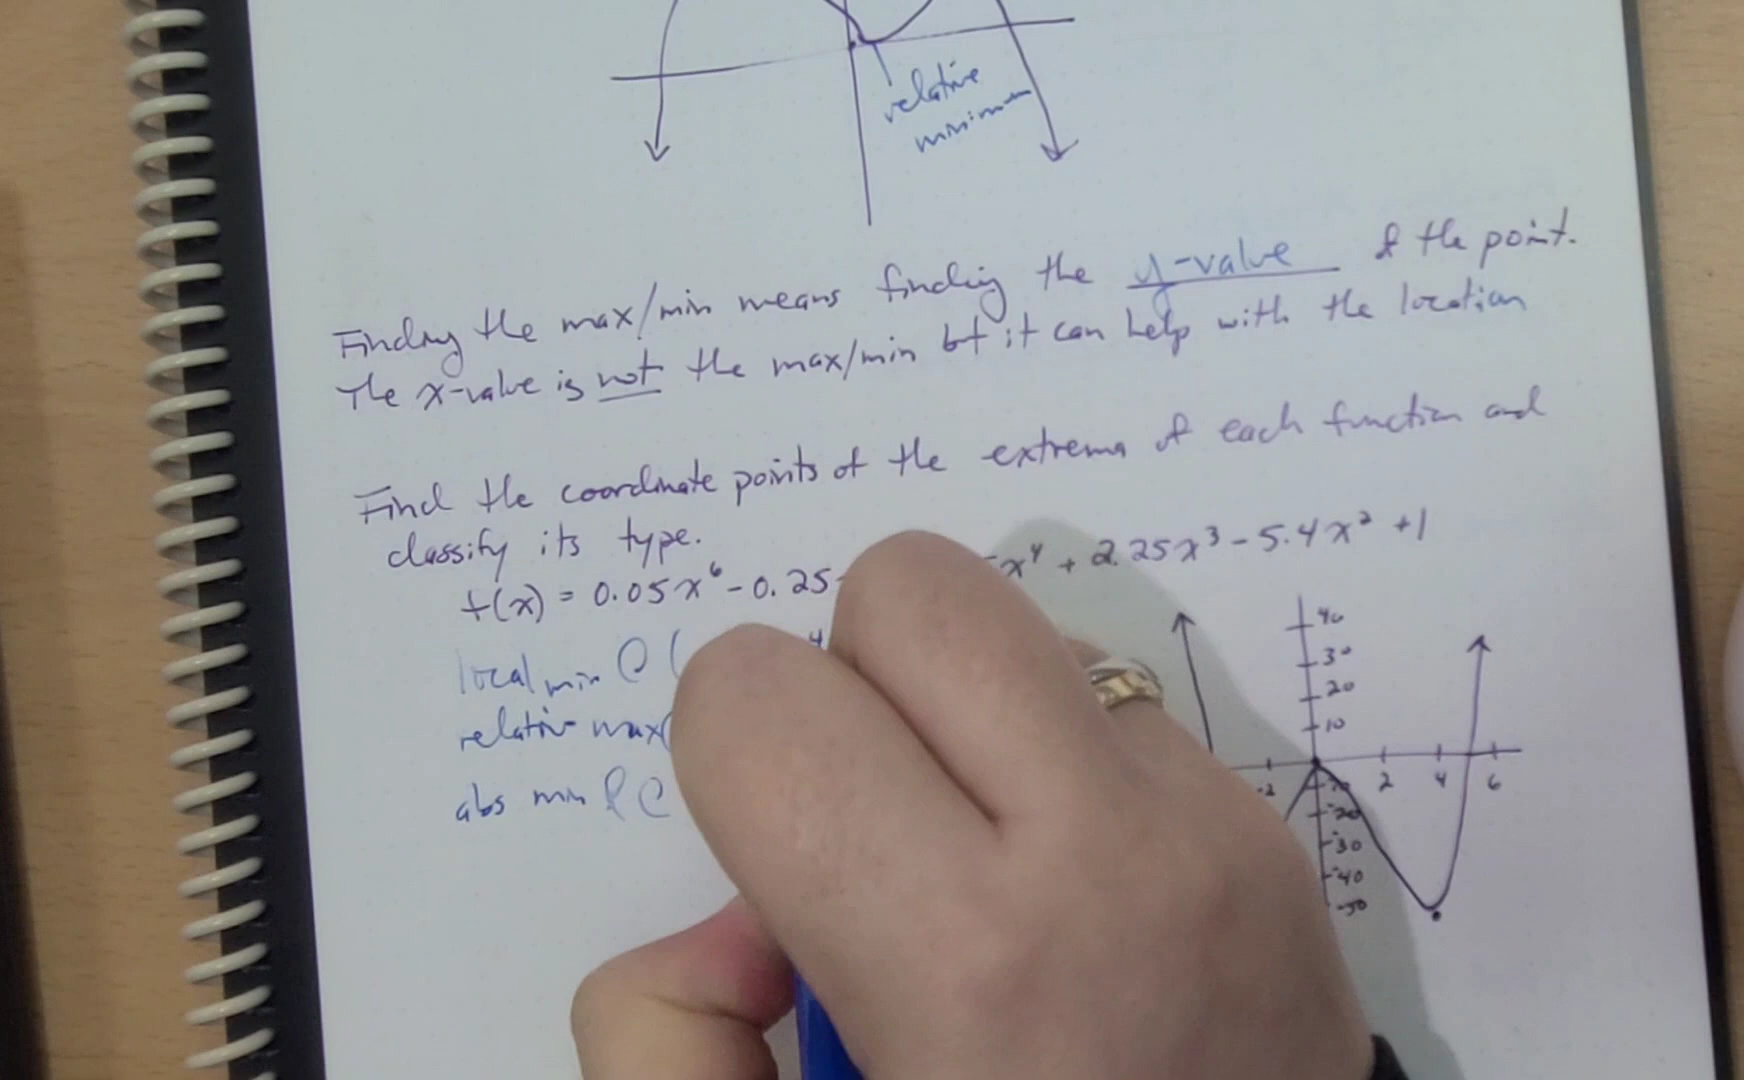 relative
minimum
Finding the max/min means finding the y-value of the point.
The x-value is not the max/min but it can help with the location
Find the coordinate points of the extrema of each function and
classify its type.
f(x) = 0.05x⁶ - 0.25 x⁴ + 2.25x³ - 5.4x² + 1
local min @ ( 4
relative max(
abs min @
40
30
20
10
-2 2 4 6
-10
-20
-30
-40
-50